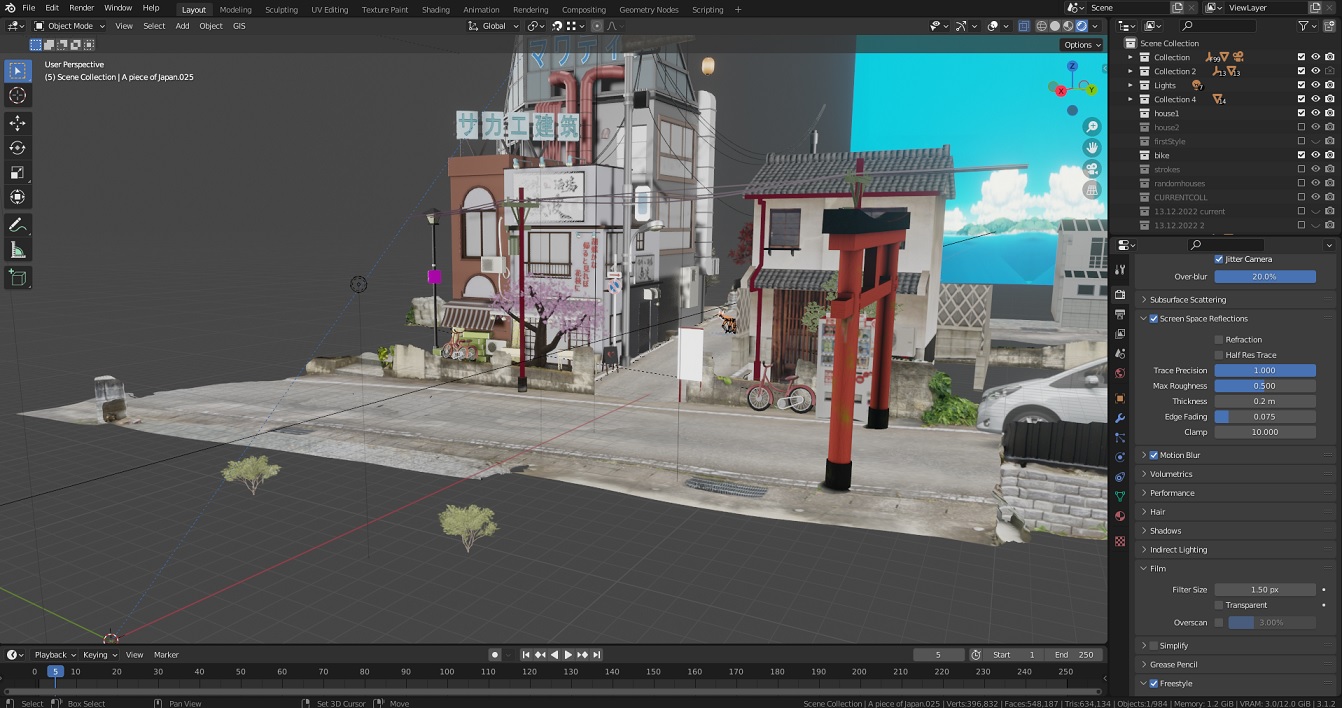 File Edit Render Window Help Layout Modeling Sculpting UV Editing Texture Paint Shading Animation Rendering Compositing Geometry Nodes Scripting + Scene ViewLayer
Object Mode View Select Add Object GIS Global
Options
User Perspective
(5) Scene Collection | A piece of Japan.025
マクティ
サカエ建筑
Z
X
Y
Scene Collection
Collection 99
Collection 2 13 13
Lights 7
Collection 4 14
house1
house2
firstStyle
bike
strokes
randomhouses
CURRENTCOLL
13.12.2022 current
13.12.2022 2
Jitter Camera
Over-blur 20.0%
Subsurface Scattering
Screen Space Reflections
Refraction
Half Res Trace
Trace Precision 1.000
Max Roughness 0.500
Thickness 0.2 m
Edge Fading 0.075
Clamp 10.000
Motion Blur
Volumetrics
Performance
Hair
Shadows
Indirect Lighting
Film
Filter Size 1.50 px
Transparent
Overscan 3.00%
Simplify
Grease Pencil
Freestyle
Playback Keying View Marker 5 Start 1 End 250
0 5 10 20 30 40 50 60 70 80 90 100 110 120 130 140 150 160 170 180 190 200 210 220 230 240 250
Select Box Select Pan View Set 3D Cursor Move Scene Collection | A piece of Japan.025 | Verts:396,832 | Faces:548,187 | Tris:634,134 | Objects:1/984 | Memory: 1.2 GiB | VRAM: 3.0/12.0 GiB | 3.1.2